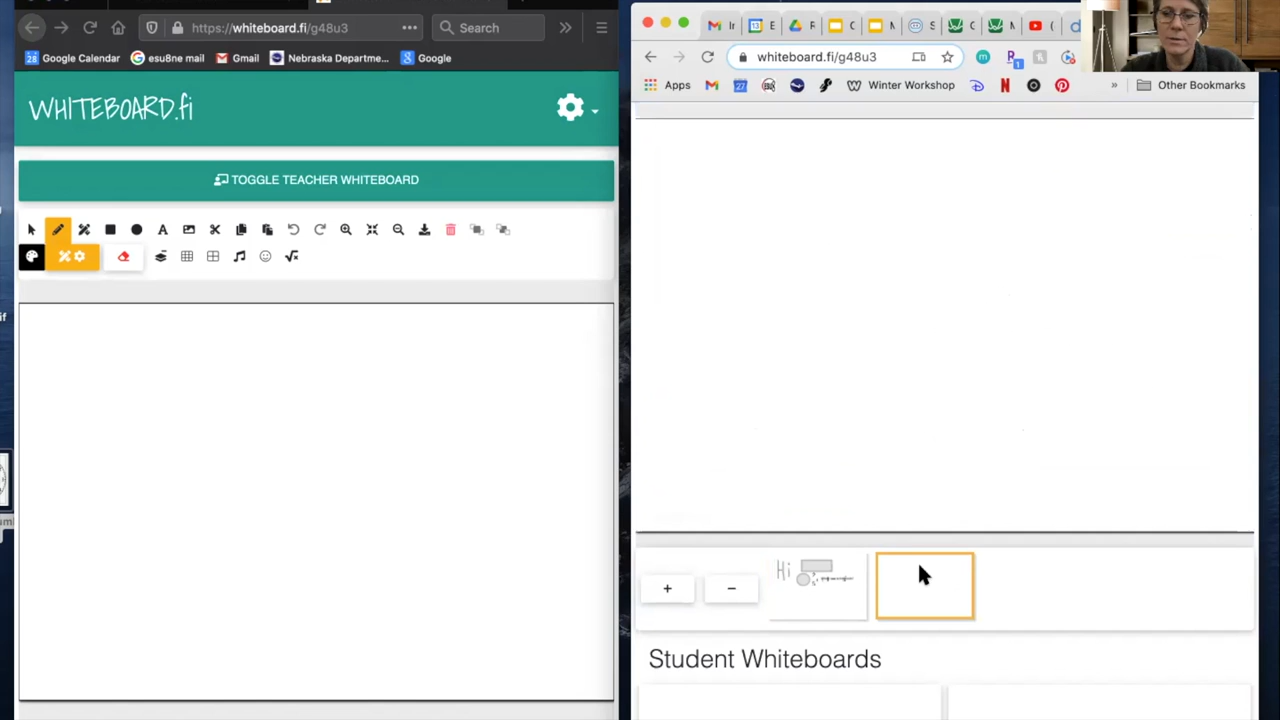 https://whiteboard.fi/g48u3
Search
Google Calendar
esu8ne mail
Gmail
Nebraska Departme...
Google
WHITEBOARD.fi
TOGGLE TEACHER WHITEBOARD
whiteboard.fi/g48u3
Apps
Winter Workshop
Other Bookmarks
+
−
Hi
Student Whiteboards